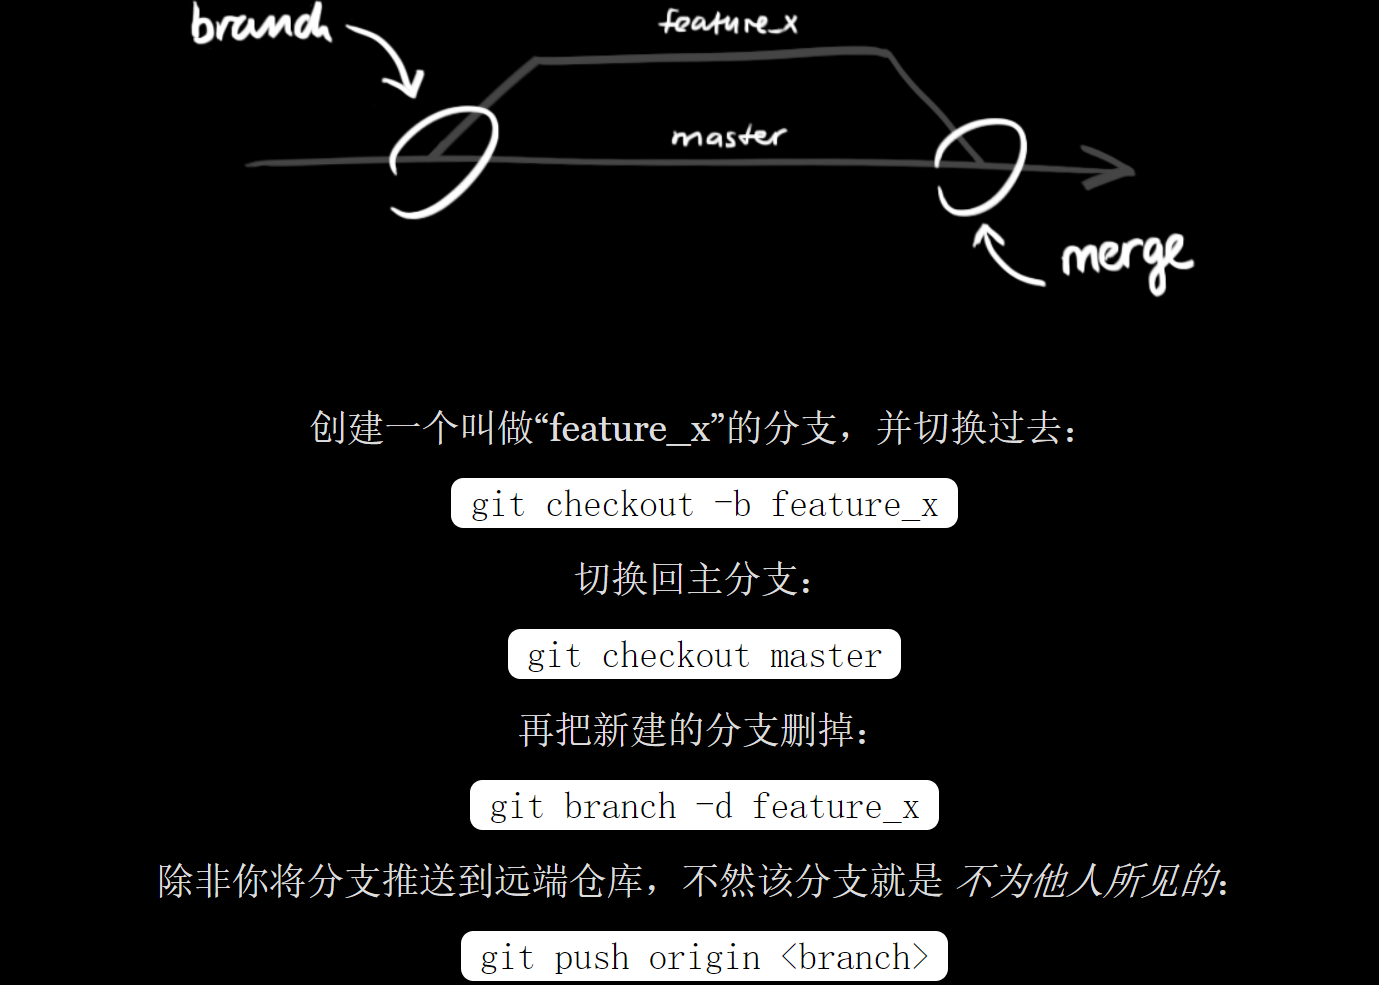 branch
feature_x
master
merge
创建一个叫做“feature_x”的分支，并切换过去：
git checkout -b feature_x
切换回主分支：
git checkout master
再把新建的分支删掉：
git branch -d feature_x
除非你将分支推送到远端仓库，不然该分支就是 不为他人所见的：
git push origin <branch>